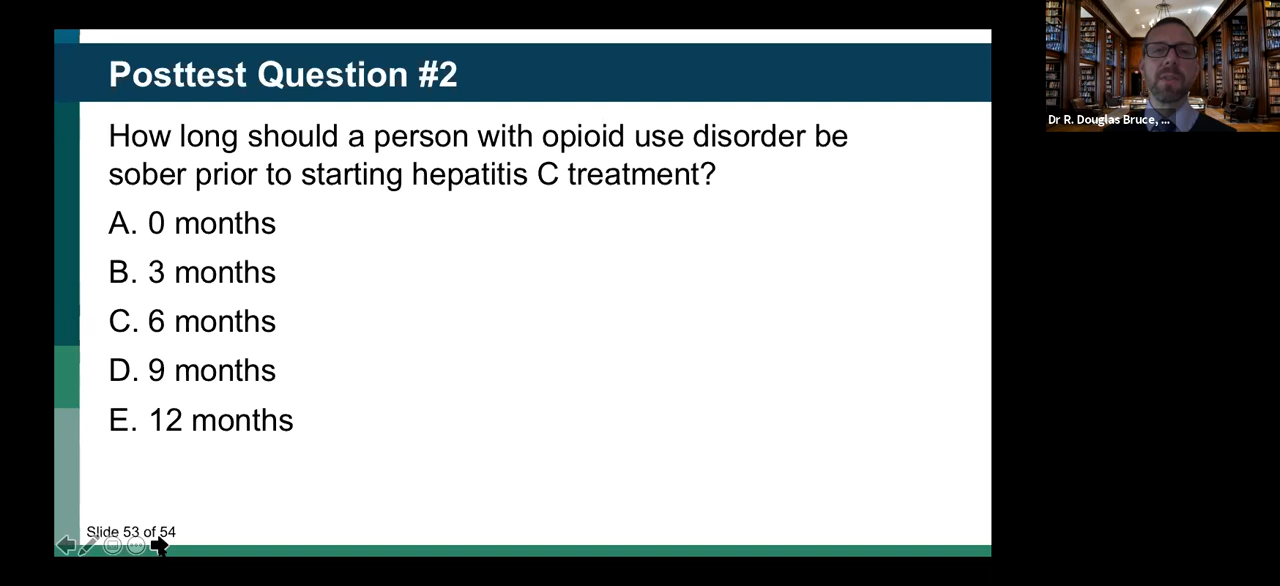 Posttest Question #2
How long should a person with opioid use disorder be
sober prior to starting hepatitis C treatment?
A. 0 months
B. 3 months
C. 6 months
D. 9 months
E. 12 months
Slide 53 of 54
Dr R. Douglas Bruce, ...